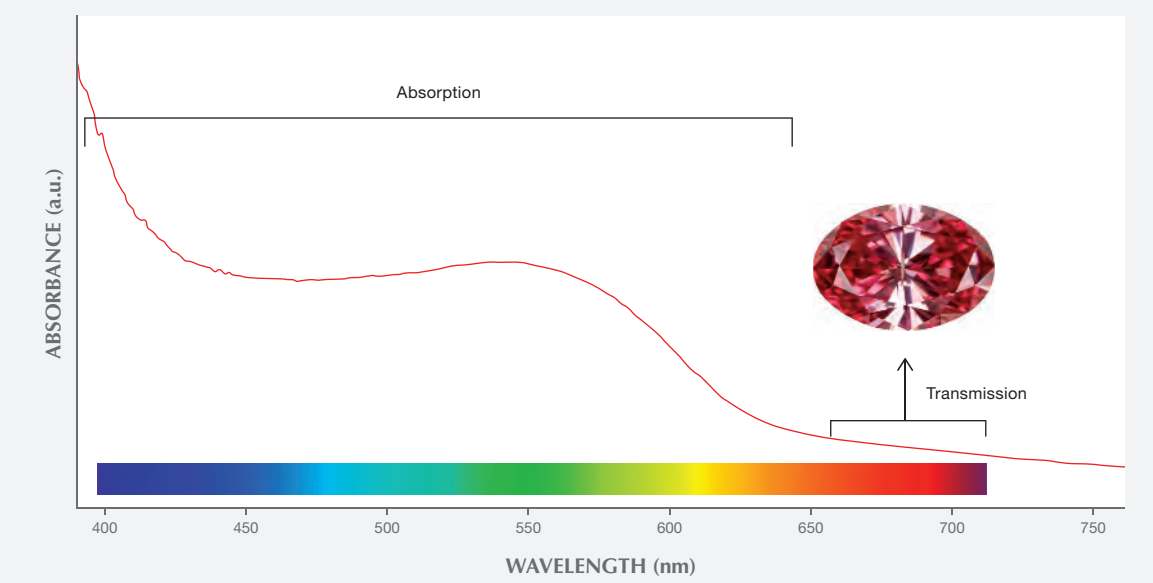 Absorption
ABSORBANCE (a.u.)
Transmission
400 450 500 550 600 650 700 750
WAVELENGTH (nm)